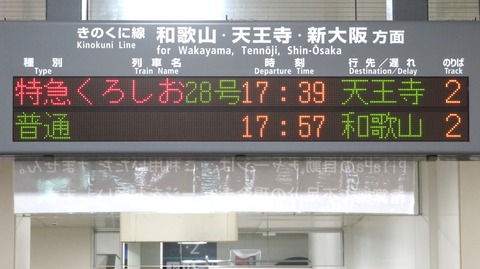 きのくに線 和歌山・天王寺・新大阪 方面
Kinokuni Line for Wakayama, Tennōji, Shin-Ōsaka
種別 列車名 時刻 行先/遅れ のりば
Type Train Name Departure Time Destination/Delay Track
特急くろしお28号 17:39 天王寺 2
普通 17:57 和歌山 2